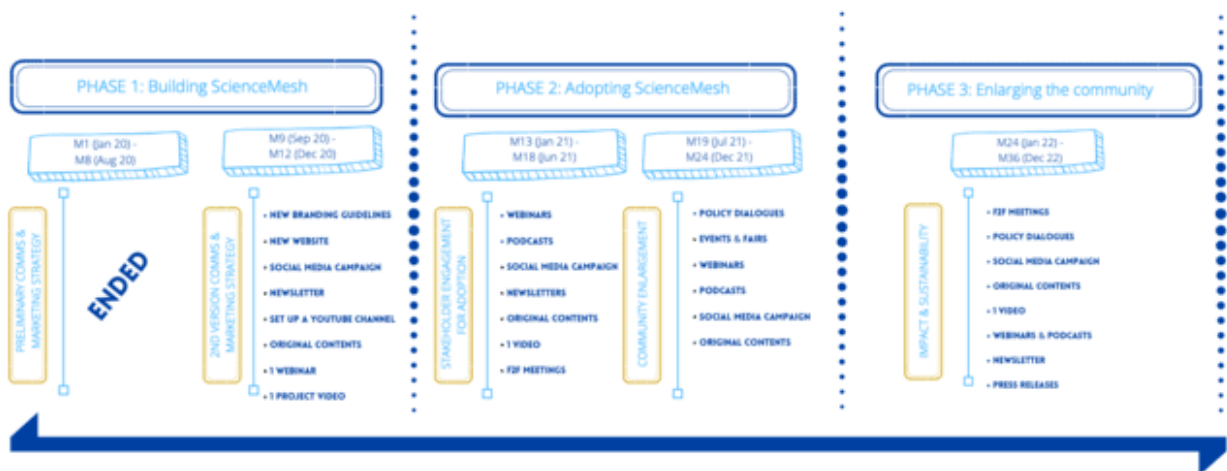 PHASE 1: Building ScienceMesh
M1 (Jan 20) -
M8 (Aug 20)
PRELIMINARY COMMS &
MARKETING STRATEGY
ENDED
M9 (Sep 20) -
M12 (Dec 20)
2ND VERSION COMMS &
MARKETING STRATEGY
• NEW BRANDING GUIDELINES
• NEW WEBSITE
• SOCIAL MEDIA CAMPAIGN
• NEWSLETTER
• SET UP A YOUTUBE CHANNEL
• ORIGINAL CONTENTS
• 1 WEBINAR
• 1 PROJECT VIDEO
PHASE 2: Adopting ScienceMesh
M13 (Jan 21) -
M18 (Jun 21)
STAKEHOLDER ENGAGEMENT
FOR ADOPTION
• WEBINARS
• PODCASTS
• SOCIAL MEDIA CAMPAIGN
• NEWSLETTERS
• ORIGINAL CONTENTS
• 1 VIDEO
• F2F MEETINGS
M19 (Jul 21) -
M24 (Dec 21)
COMMUNITY ENLARGEMENT
• POLICY DIALOGUES
• EVENTS & FAIRS
• WEBINARS
• PODCASTS
• SOCIAL MEDIA CAMPAIGN
• ORIGINAL CONTENTS
PHASE 3: Enlarging the community
M24 (Jan 22) -
M36 (Dec 22)
IMPACT & SUSTAINABILITY
• F2F MEETINGS
• POLICY DIALOGUES
• SOCIAL MEDIA CAMPAIGN
• ORIGINAL CONTENTS
• 1 VIDEO
• WEBINARS & PODCASTS
• NEWSLETTER
• PRESS RELEASES